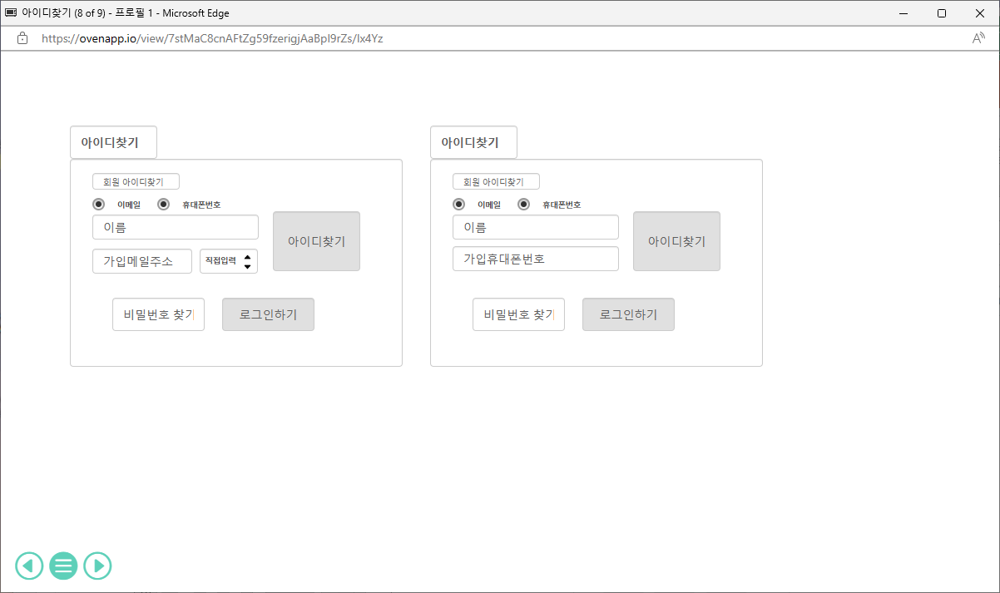 아이디찾기 (8 of 9) - 프로필 1 - Microsoft Edge
https://ovenapp.io/view/7stMaC8cnAFtZg59fzerigjAaBpI9rZs/Ix4Yz
아이디찾기
회원 아이디찾기
이메일 휴대폰번호
이름
가입메일주소 직접입력
아이디찾기
비밀번호 찾기 로그인하기
아이디찾기
회원 아이디찾기
이메일 휴대폰번호
이름
가입휴대폰번호
아이디찾기
비밀번호 찾기 로그인하기